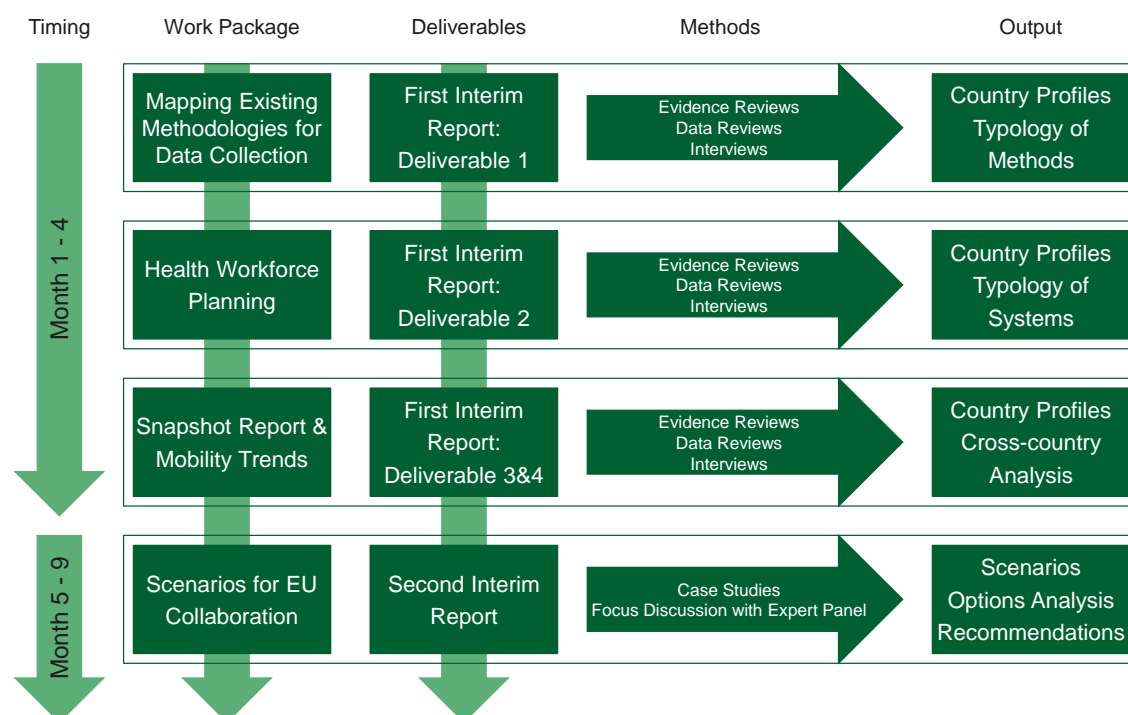 Timing
Work Package
Deliverables
Methods
Output
Month 1 - 4
Mapping Existing
Methodologies for
Data Collection
First Interim
Report:
Deliverable 1
Evidence Reviews
Data Reviews
Interviews
Country Profiles
Typology of
Methods
Health Workforce
Planning
First Interim
Report:
Deliverable 2
Evidence Reviews
Data Reviews
Interviews
Country Profiles
Typology of
Systems
Snapshot Report &
Mobility Trends
First Interim
Report:
Deliverable 3&4
Evidence Reviews
Data Reviews
Interviews
Country Profiles
Cross-country
Analysis
Month 5 - 9
Scenarios for EU
Collaboration
Second Interim
Report
Case Studies
Focus Discussion with Expert Panel
Scenarios
Options Analysis
Recommendations